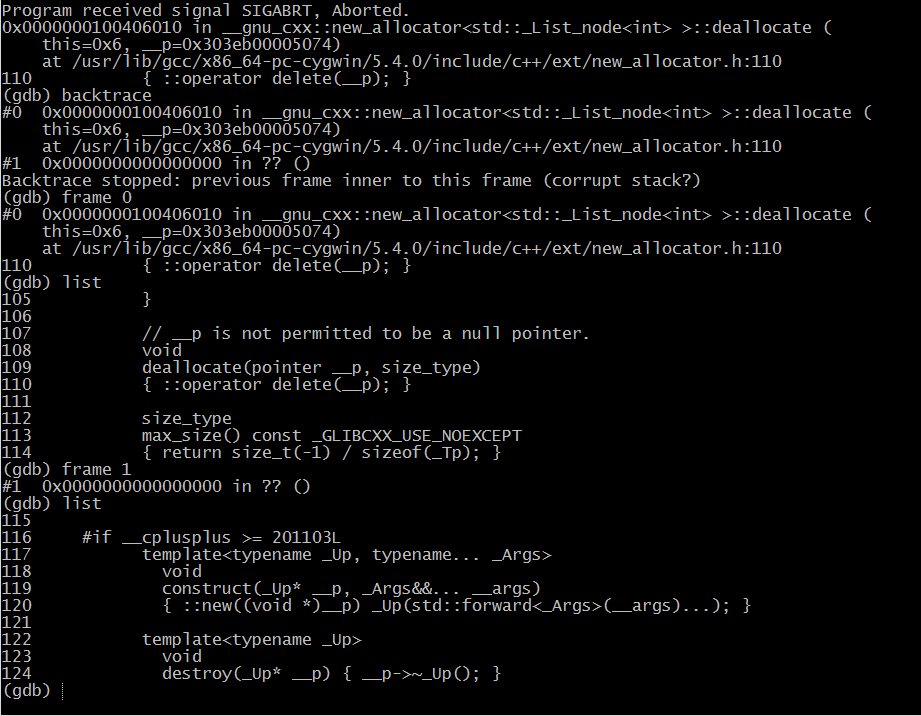 Program received signal SIGABRT, Aborted.
0x0000000100406010 in __gnu_cxx::new_allocator<std::_List_node<int> >::deallocate (
    this=0x6, __p=0x303eb00005074)
    at /usr/lib/gcc/x86_64-pc-cygwin/5.4.0/include/c++/ext/new_allocator.h:110
110           { ::operator delete(__p); }
(gdb) backtrace
#0  0x0000000100406010 in __gnu_cxx::new_allocator<std::_List_node<int> >::deallocate (
    this=0x6, __p=0x303eb00005074)
    at /usr/lib/gcc/x86_64-pc-cygwin/5.4.0/include/c++/ext/new_allocator.h:110
#1  0x0000000000000000 in ?? ()
Backtrace stopped: previous frame inner to this frame (corrupt stack?)
(gdb) frame 0
#0  0x0000000100406010 in __gnu_cxx::new_allocator<std::_List_node<int> >::deallocate (
    this=0x6, __p=0x303eb00005074)
    at /usr/lib/gcc/x86_64-pc-cygwin/5.4.0/include/c++/ext/new_allocator.h:110
110           { ::operator delete(__p); }
(gdb) list
105           }
106
107           // __p is not permitted to be a null pointer.
108           void
109           deallocate(pointer __p, size_type)
110           { ::operator delete(__p); }
111
112           size_type
113           max_size() const _GLIBCXX_USE_NOEXCEPT
114           { return size_t(-1) / sizeof(_Tp); }
(gdb) frame 1
#1  0x0000000000000000 in ?? ()
(gdb) list
115
116     #if __cplusplus >= 201103L
117           template<typename _Up, typename... _Args>
118             void
119             construct(_Up* __p, _Args&&... __args)
120             { ::new((void *)__p) _Up(std::forward<_Args>(__args)...); }
121
122           template<typename _Up>
123             void
124             destroy(_Up* __p) { __p->~_Up(); }
(gdb)